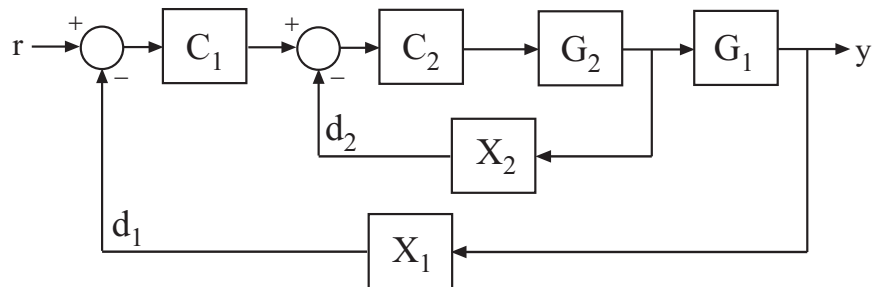 r + − C₁ + − C₂ G₂ G₁ y
d₂ X₂
d₁ X₁